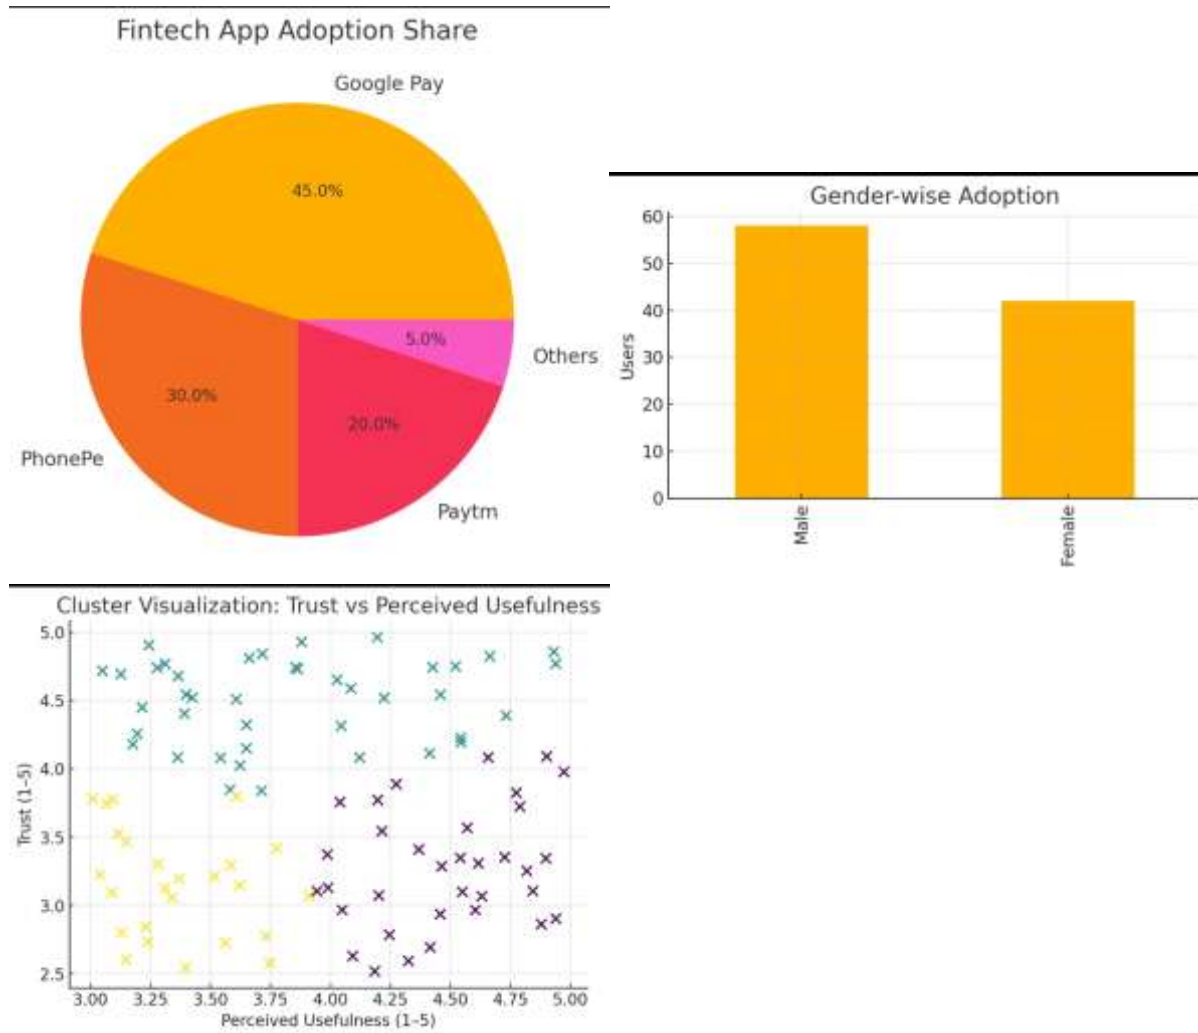 Fintech App Adoption Share
Google Pay
45.0%
5.0%
Others
30.0%
20.0%
PhonePe
Paytm
Gender-wise Adoption
60
50
40
30
20
10
0
Users
Male
Female
Cluster Visualization: Trust vs Perceived Usefulness
5.0
4.5
4.0
3.5
3.0
2.5
Trust (1–5)
3.00 3.25 3.50 3.75 4.00 4.25 4.50 4.75 5.00
Perceived Usefulness (1–5)